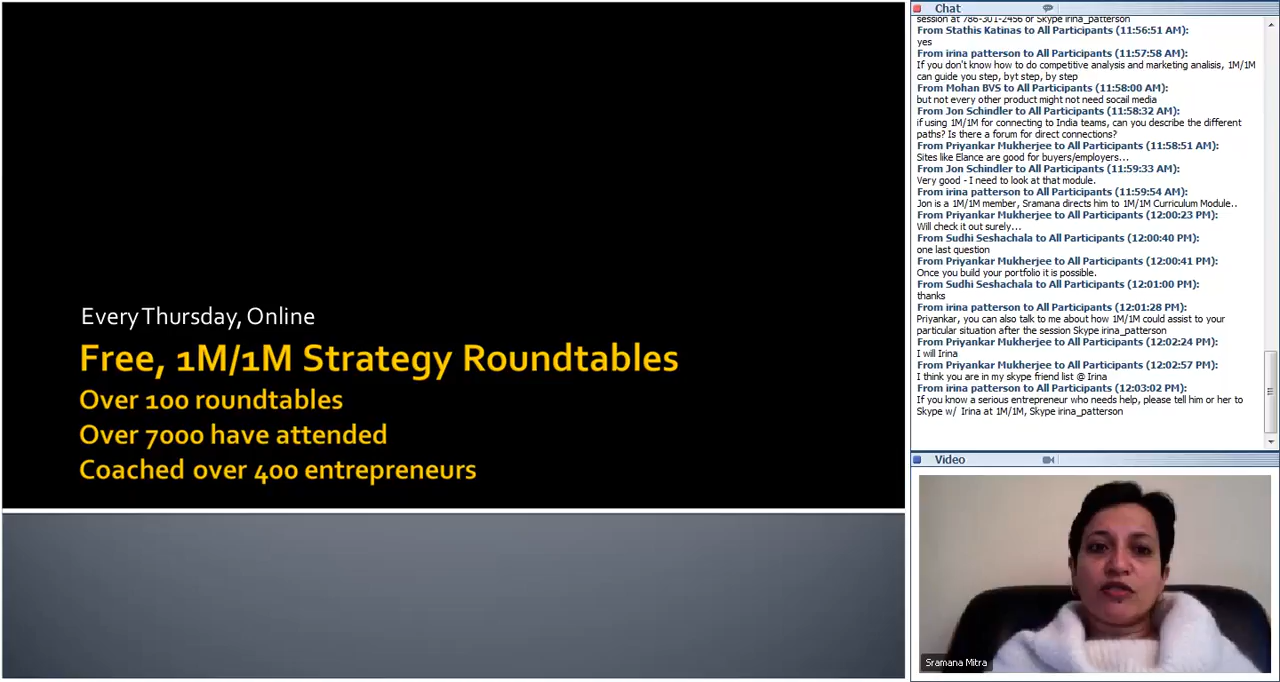 Every Thursday, Online
Free, 1M/1M Strategy Roundtables
Over 100 roundtables
Over 7000 have attended
Coached over 400 entrepreneurs
Chat
session at 786-301-2456 or Skype irina_patterson
From Stathis Katinas to All Participants (11:56:51 AM):
yes
From irina patterson to All Participants (11:57:58 AM):
If you don't know how to do competitive analysis and marketing analisis, 1M/1M
can guide you step, byt step, by step
From Mohan BVS to All Participants (11:58:00 AM):
but not every other product might not need socail media
From Jon Schindler to All Participants (11:58:32 AM):
if using 1M/1M for connecting to India teams, can you describe the different
paths? Is there a forum for direct connections?
From Priyankar Mukherjee to All Participants (11:58:51 AM):
Sites like Elance are good for buyers/employers...
From Jon Schindler to All Participants (11:59:33 AM):
Very good - I need to look at that module.
From irina patterson to All Participants (11:59:54 AM):
Jon is a 1M/1M member, Sramana directs him to 1M/1M Curriculum Module..
From Priyankar Mukherjee to All Participants (12:00:23 PM):
Will check it out surely...
From Sudhi Seshachala to All Participants (12:00:40 PM):
one last question
From Priyankar Mukherjee to All Participants (12:00:41 PM):
Once you build your portfolio it is possible.
From Sudhi Seshachala to All Participants (12:01:00 PM):
thanks
From irina patterson to All Participants (12:01:28 PM):
Priyankar, you can also talk to me about how 1M/1M could assist to your
particular situation after the session Skype irina_patterson
From Priyankar Mukherjee to All Participants (12:02:24 PM):
I will Irina
From Priyankar Mukherjee to All Participants (12:02:57 PM):
I think you are in my skype friend list @ Irina
From irina patterson to All Participants (12:03:02 PM):
If you know a serious entrepreneur who needs help, please tell him or her to
Skype w/ Irina at 1M/1M, Skype irina_patterson
Video
Sramana Mitra